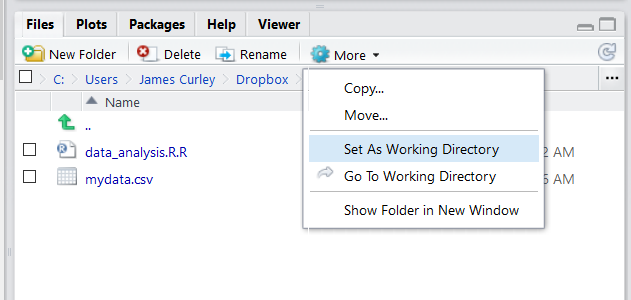 Files Plots Packages Help Viewer
New Folder Delete Rename More
C: Users James Curley Dropbox ...
Name
Copy...
Move...
..
data_analysis.R.R Set As Working Directory 2 AM
mydata.csv Go To Working Directory AM
Show Folder in New Window